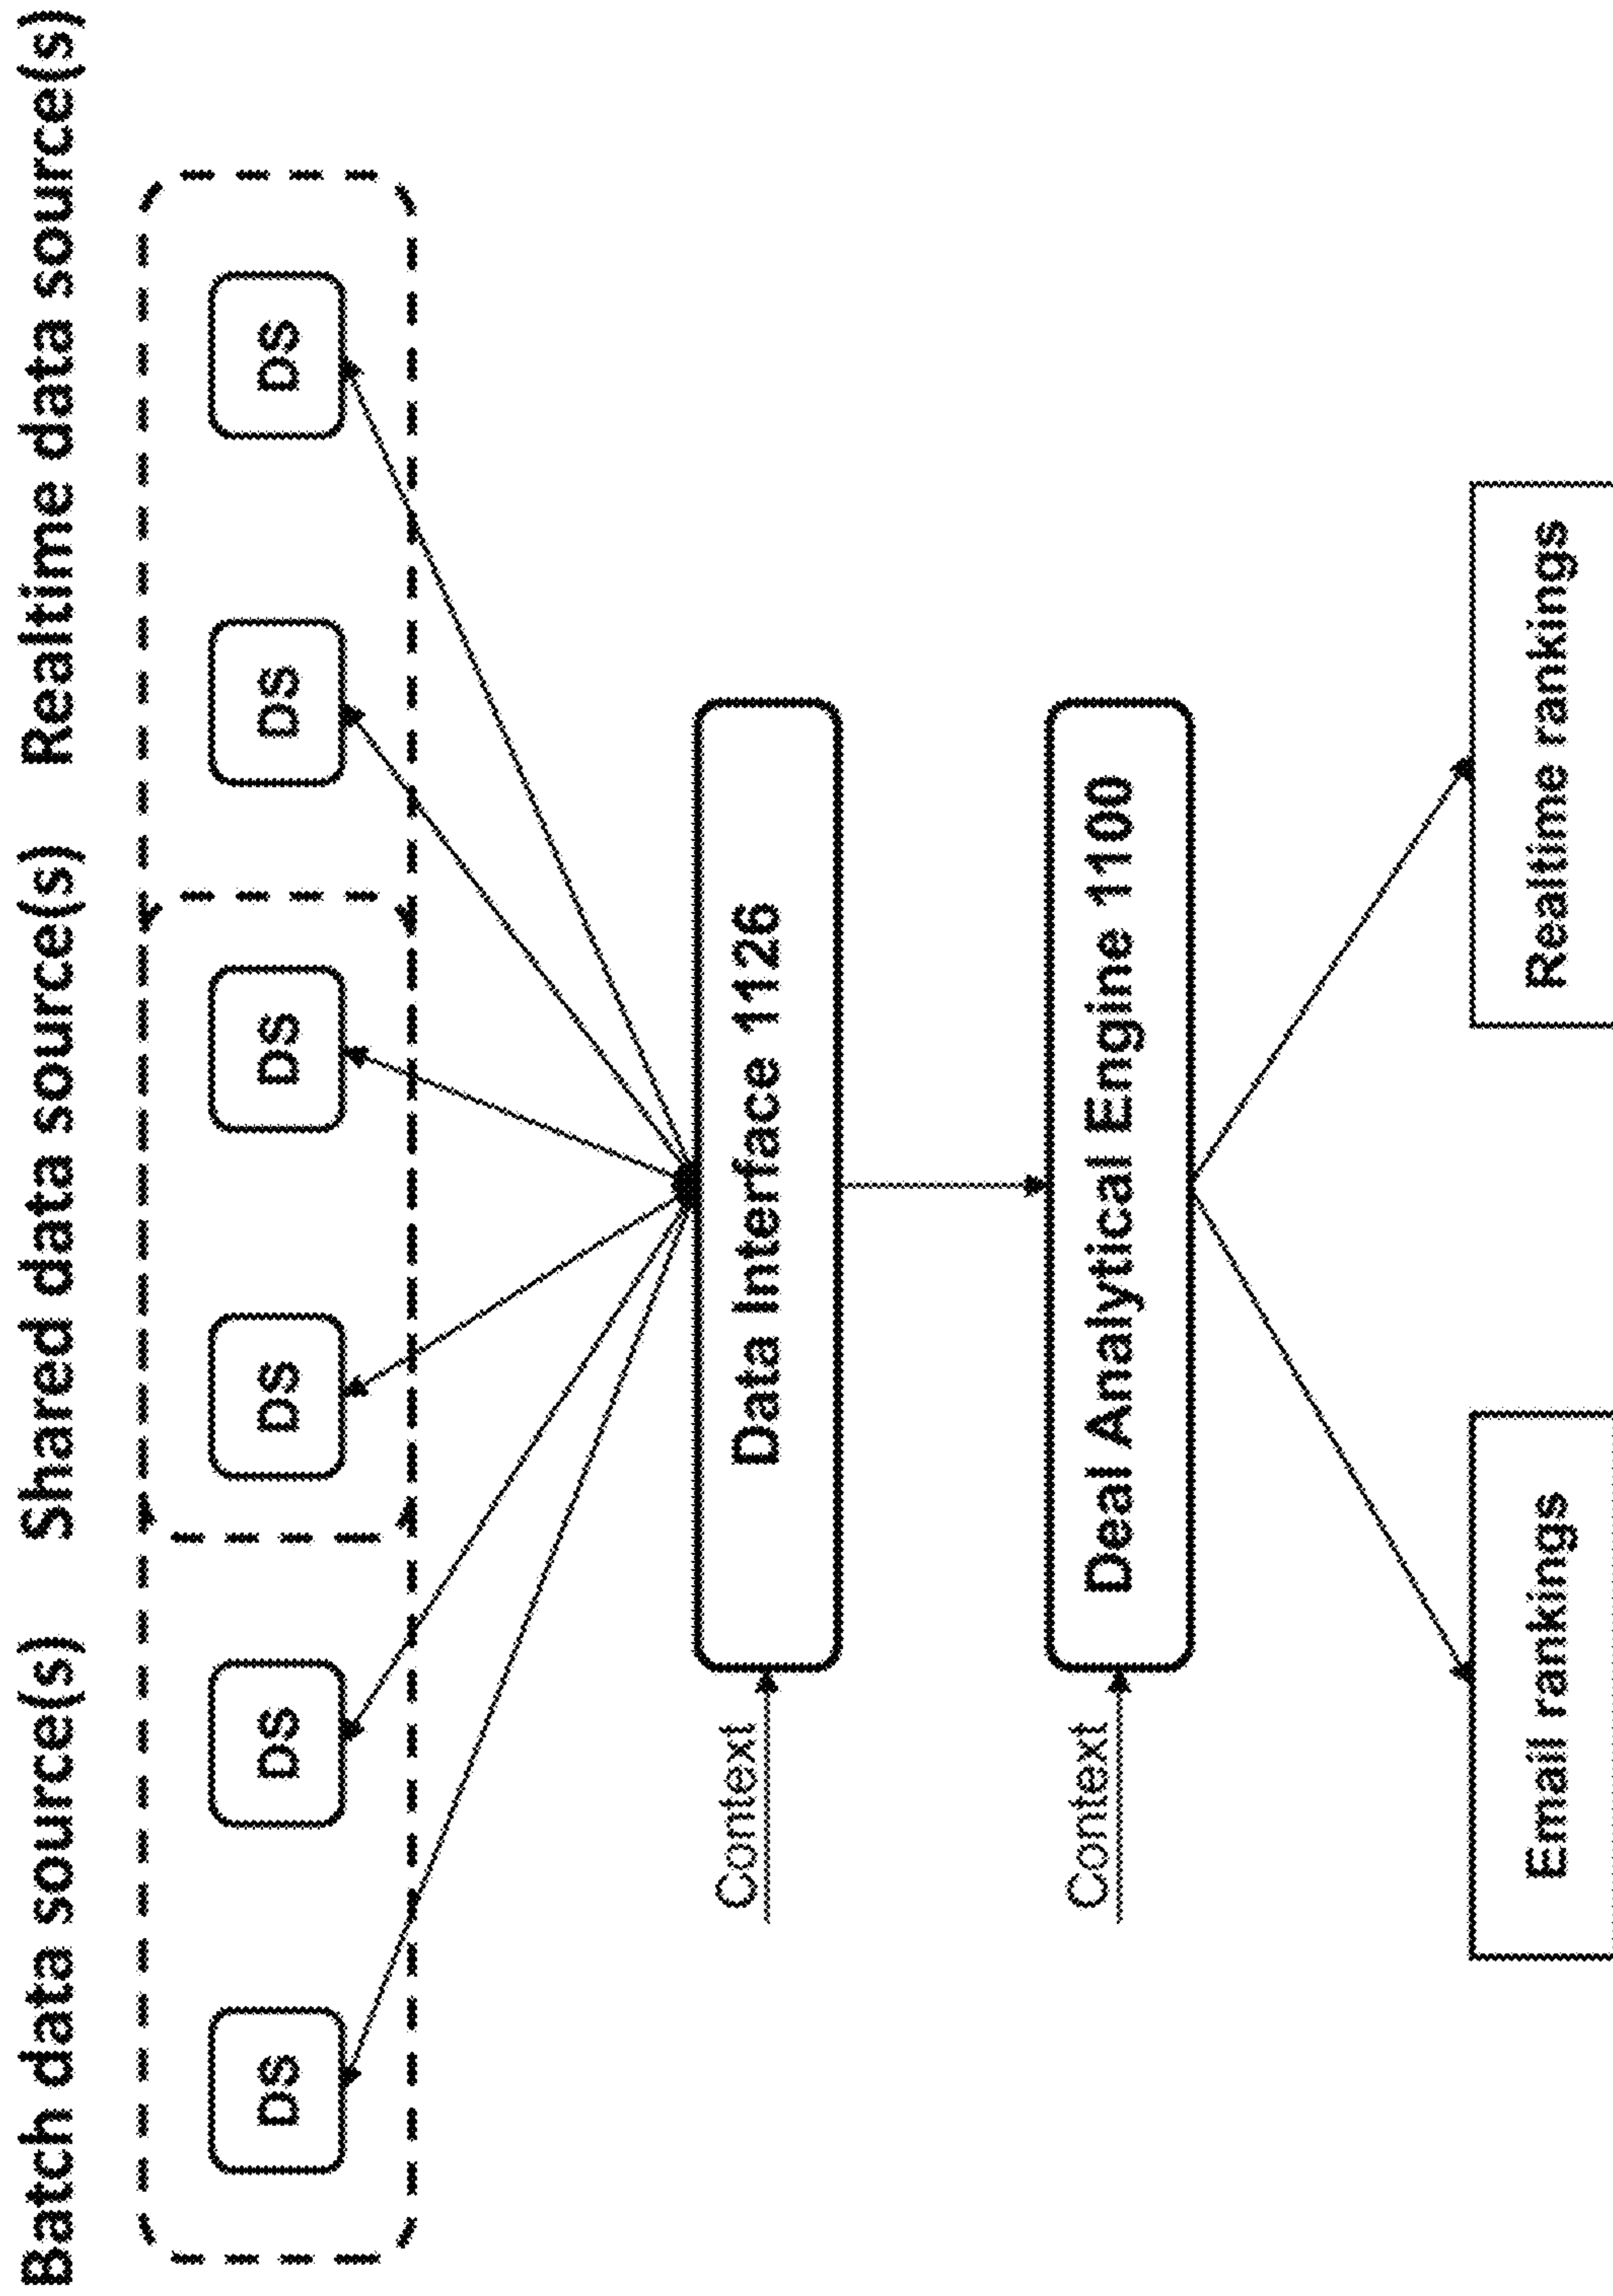 Batch data source(s) Shared data source(s) Realtime data source(s)
DS DS DS DS DS DS
Context
Data Interface 1126
Context
Deal Analytical Engine 1100
Email rankings
Realtime rankings